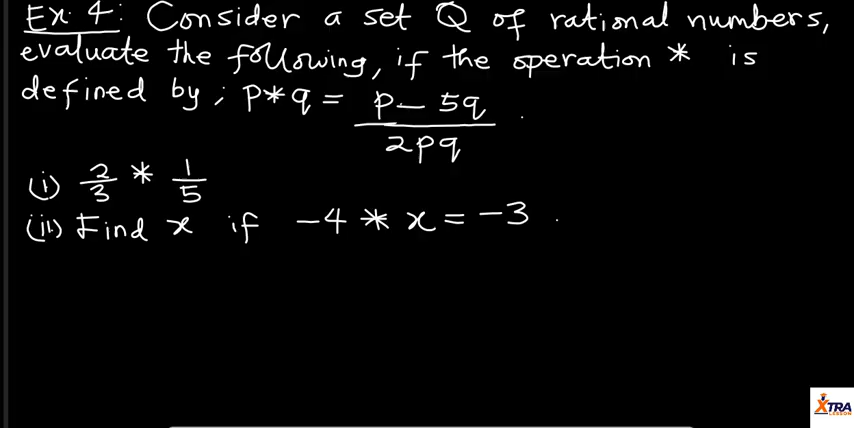 Ex. 4: Consider a set Q of rational numbers,
evaluate the following, if the operation * is
defined by; p*q = p - 5q / 2pq
(i) 2/3 * 1/5
(ii) Find x if -4 * x = -3
XTRA
LESSON